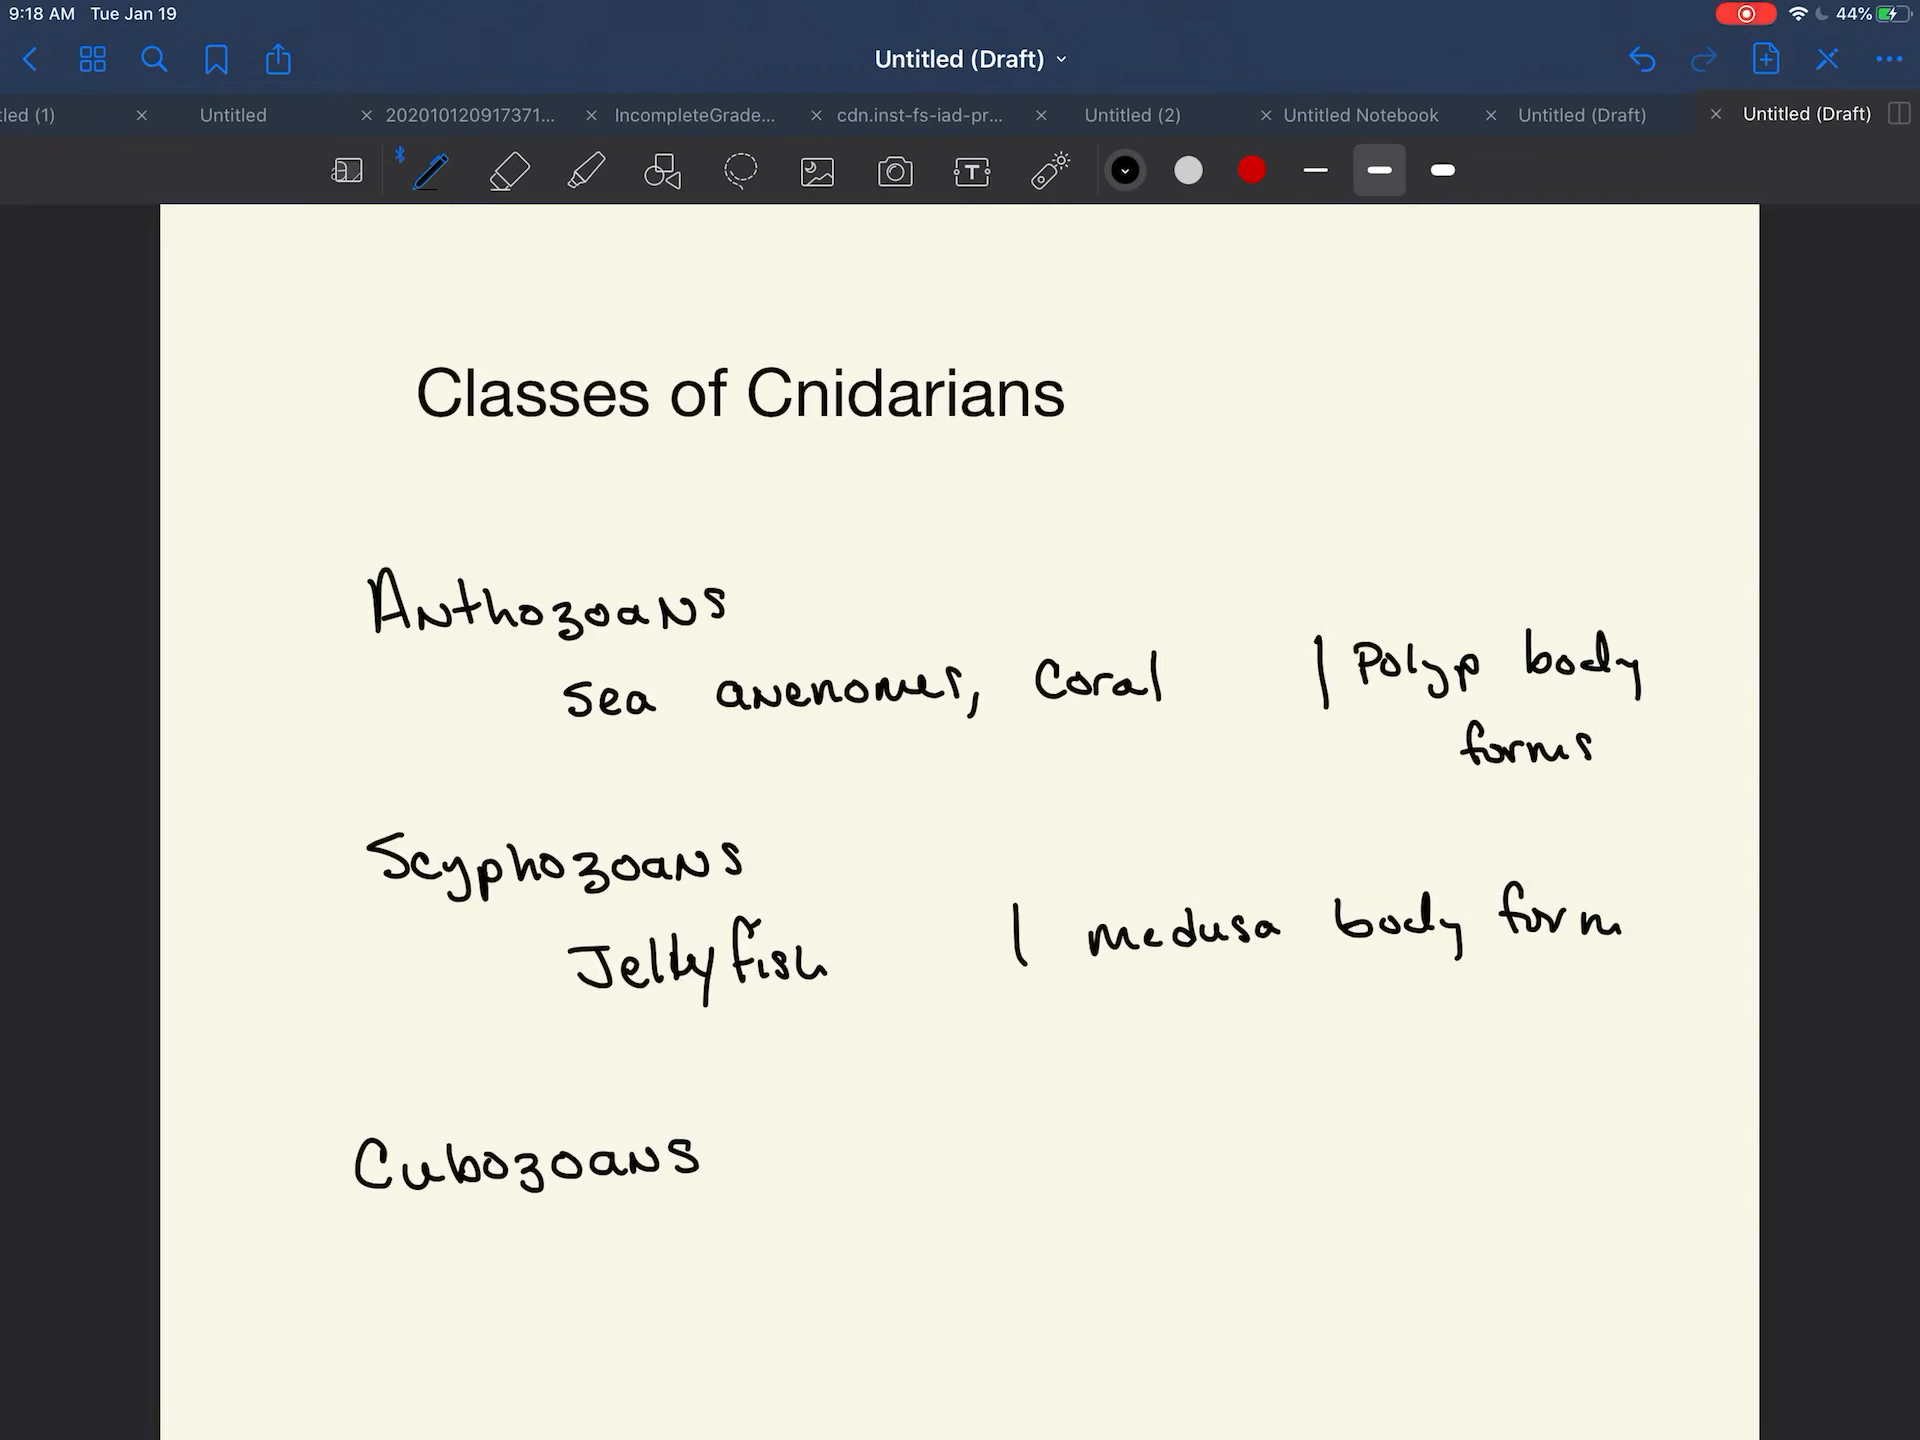 9:18 AM Tue Jan 19
44%
Untitled (Draft)
tled (1)
Untitled
202010120917371...
IncompleteGrade...
cdn.inst-fs-iad-pr...
Untitled (2)
Untitled Notebook
Untitled (Draft)
Untitled (Draft)
T
Classes of Cnidarians
Anthozoans
sea anenomes, coral | Polyp body
forms
Scyphozoans
Jellyfish | medusa body form
Cubozoans